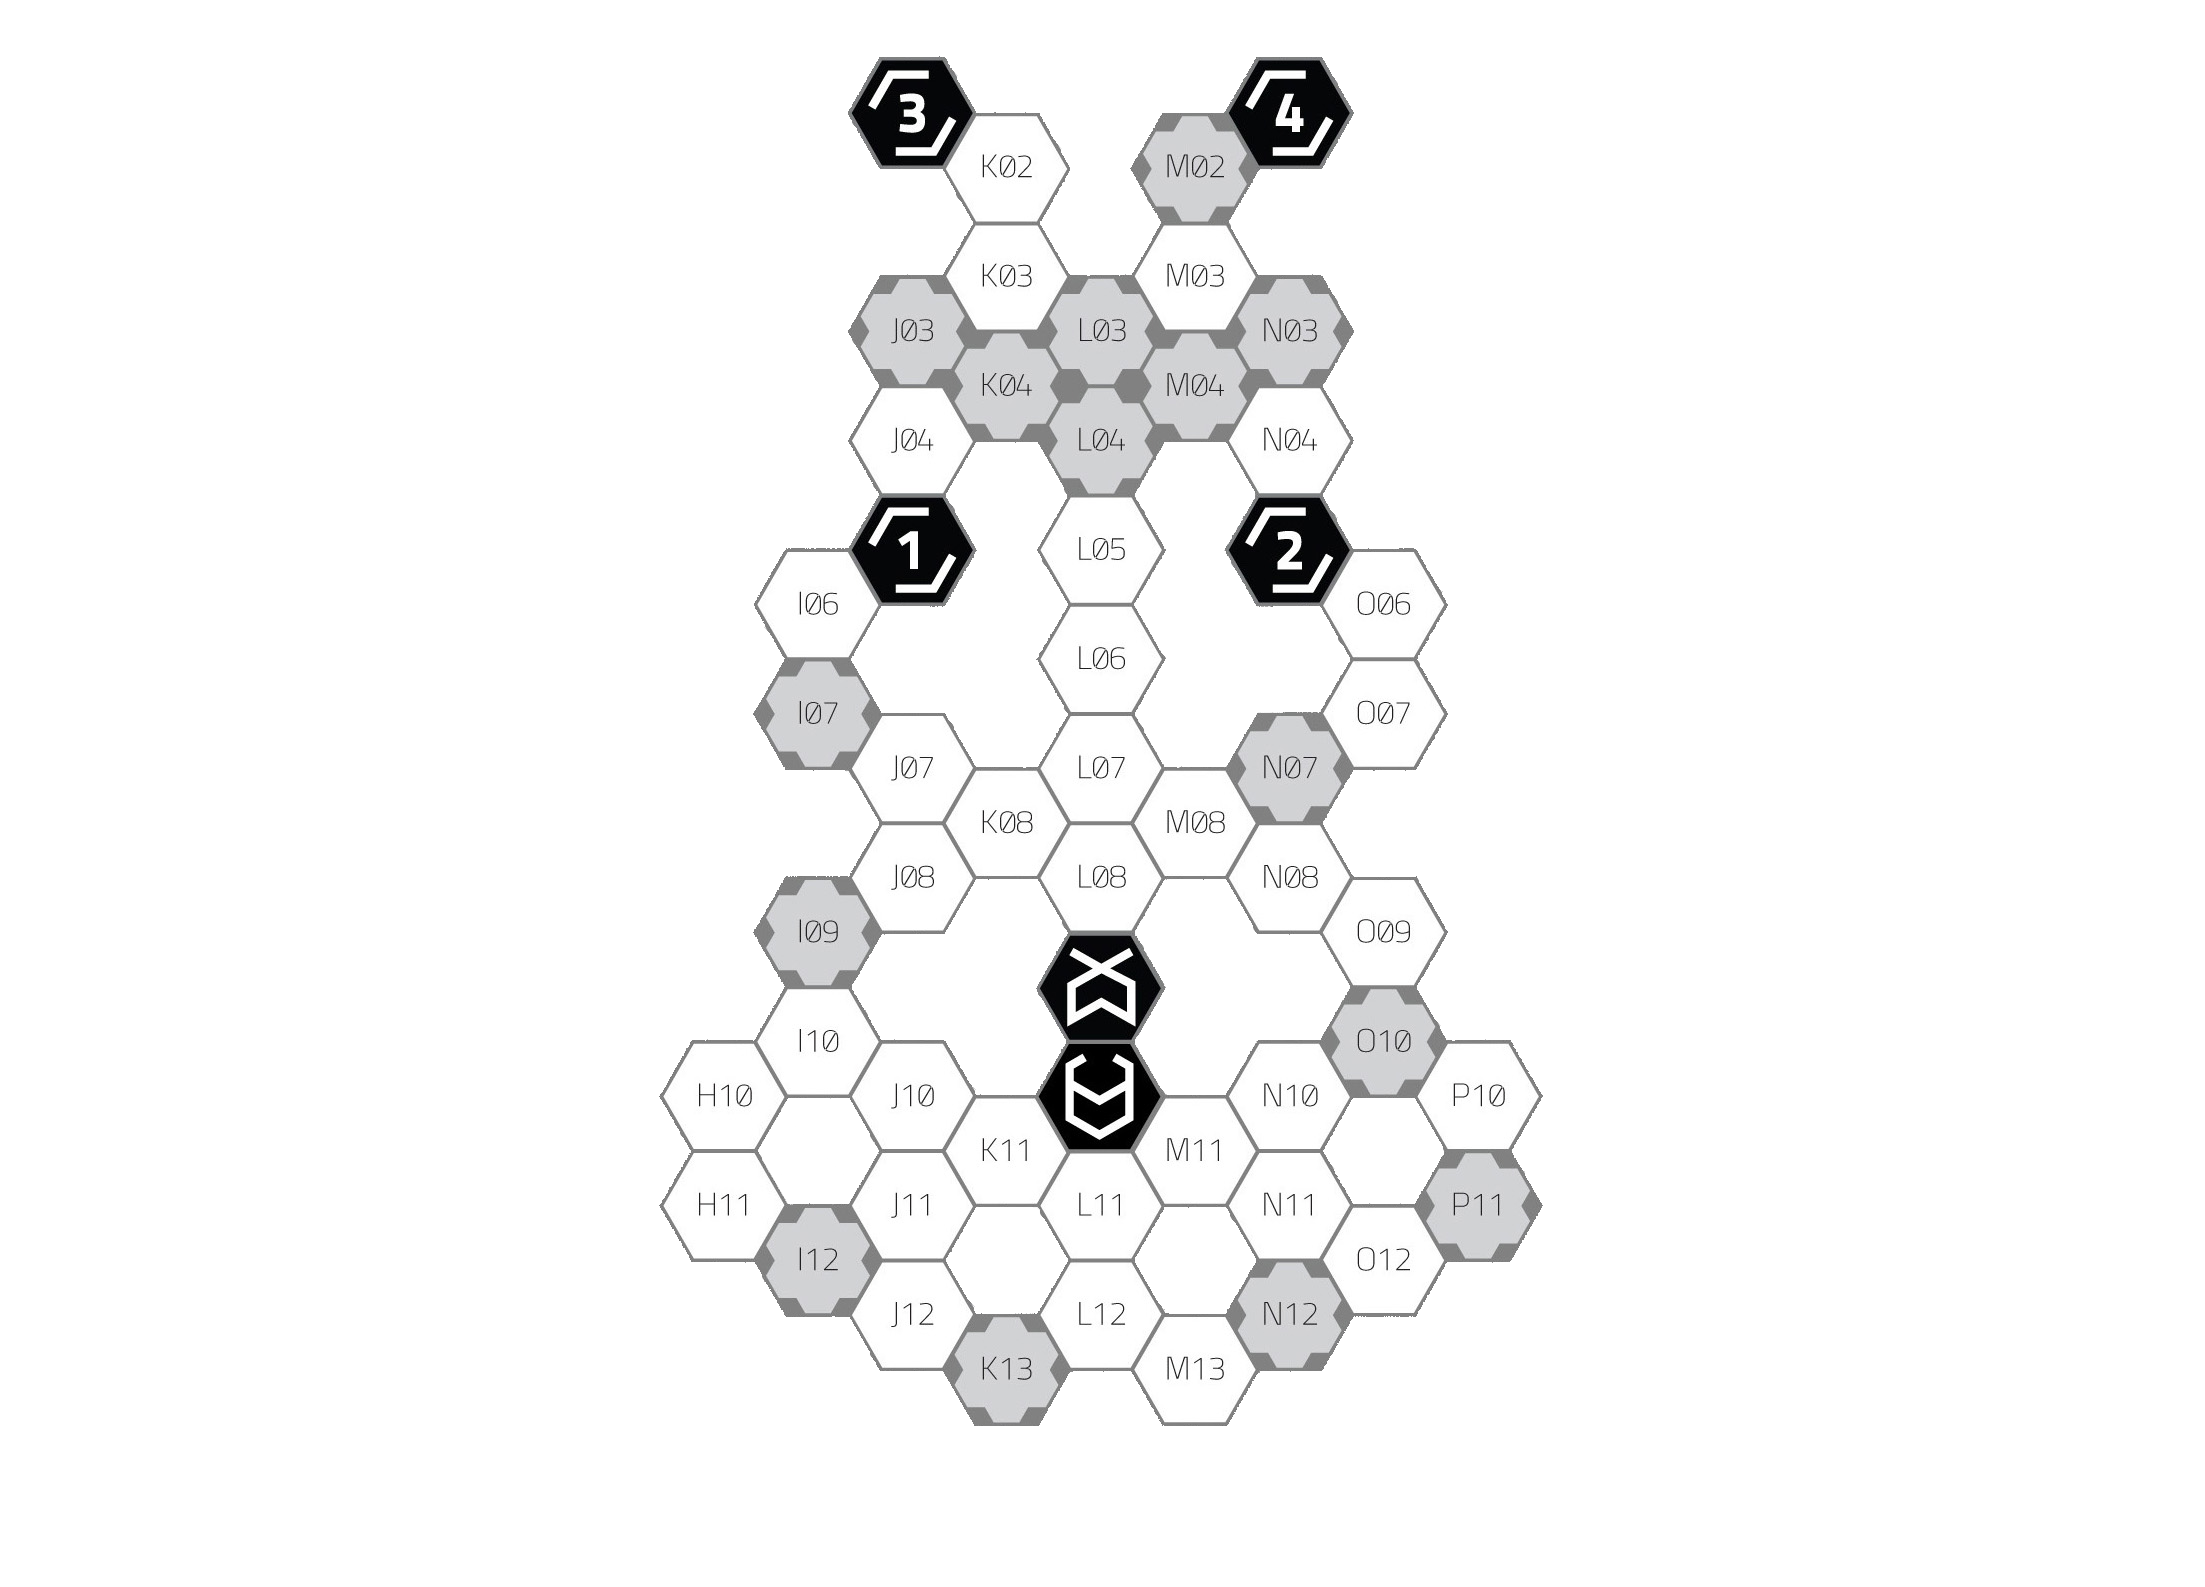 3 4
K02 M02
K03 M03
J03 L03 N03
K04 M04
J04 L04 N04
1 L05 2
I06 O06
L06
I07 O07
J07 L07 N07
K08 M08
J08 L08 N08
I09 O09
I10 O10
H10 J10 N10 P10
K11 M11
H11 J11 L11 N11 P11
I12 O12
J12 L12 N12
K13 M13